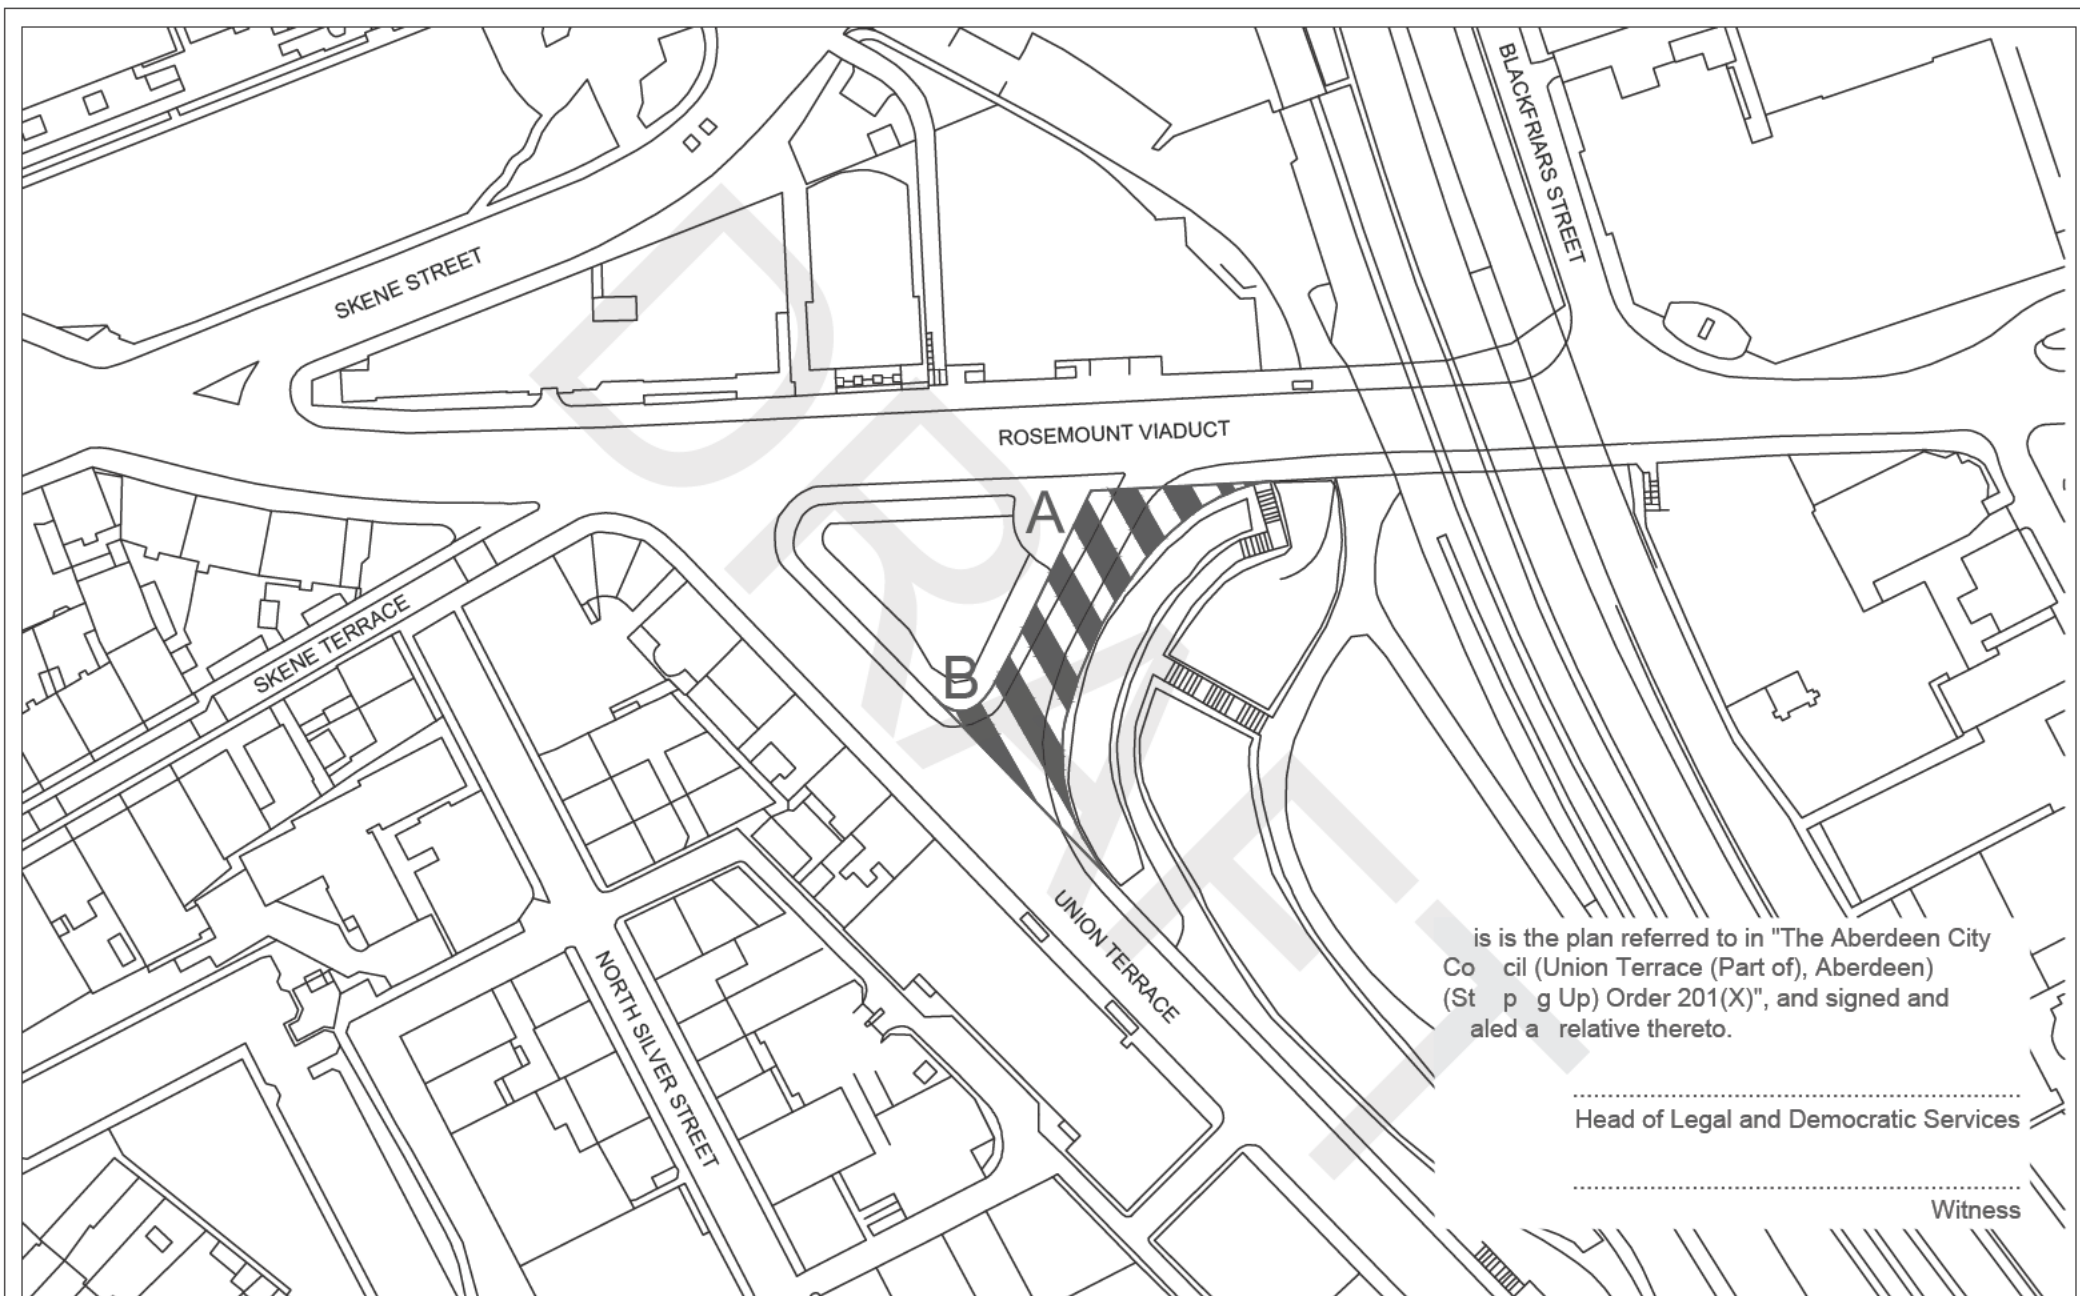 BLACKFRIARS STREET
SKENE STREET
ROSEMOUNT VIADUCT
A
B
SKENE TERRACE
UNION TERRACE
NORTH SILVER STREET
DRAFT
is is the plan referred to in "The Aberdeen City
Co cil (Union Terrace (Part of), Aberdeen)
(St p g Up) Order 201(X)", and signed and
aled a relative thereto.
Head of Legal and Democratic Services
Witness